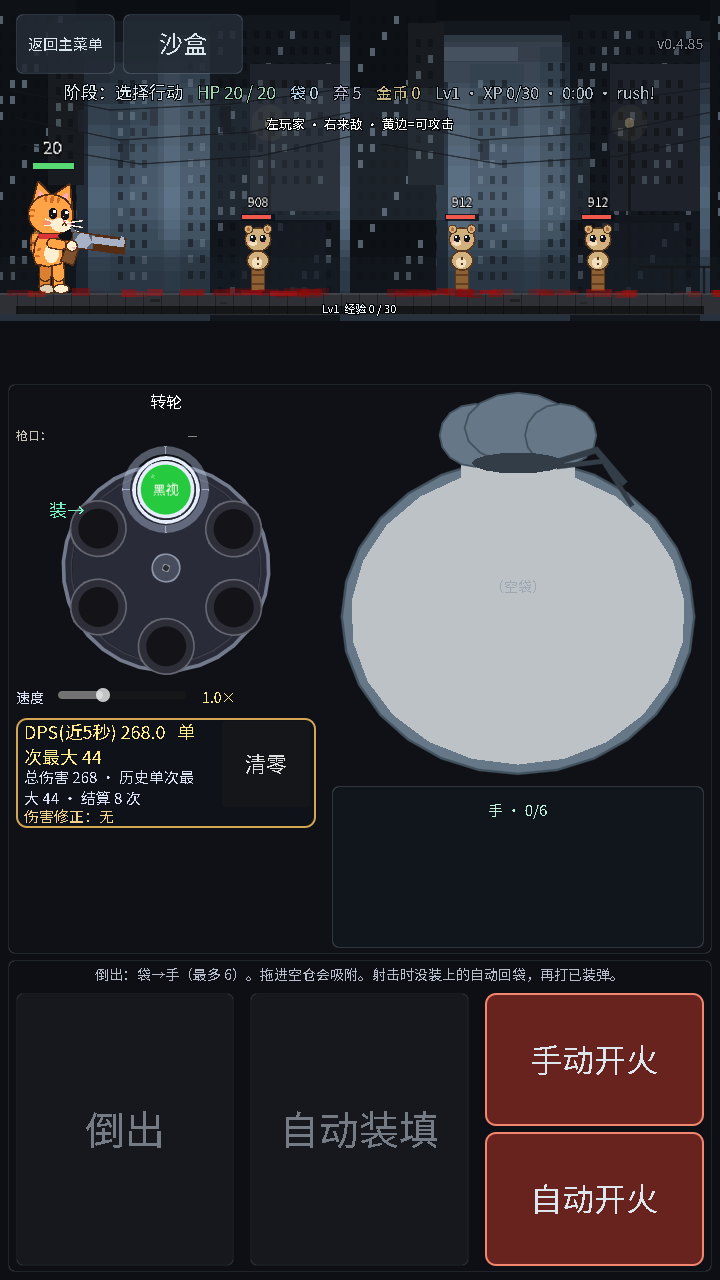 返回主菜单
沙盒
v0.4.85
阶段：选择行动 HP 20 / 20 袋 0 弃 5 金币 0 Lv1 · XP 0/30 · 0:00 · rush!
左玩家 · 右来敌 · 黄边=可攻击
20
908
912
912
Lv1 经验 0 / 30
转轮
枪口： —
黑视
装→
（空袋）
速度 1.0×
DPS(近5秒) 268.0 单
次最大 44
总伤害 268 · 历史单次最
大 44 · 结算 8 次
伤害修正：无
清零
手 · 0/6
倒出：袋→手（最多 6）。拖进空仓会吸附。射击时没装上的自动回袋，再打已装弹。
倒出
自动装填
手动开火
自动开火